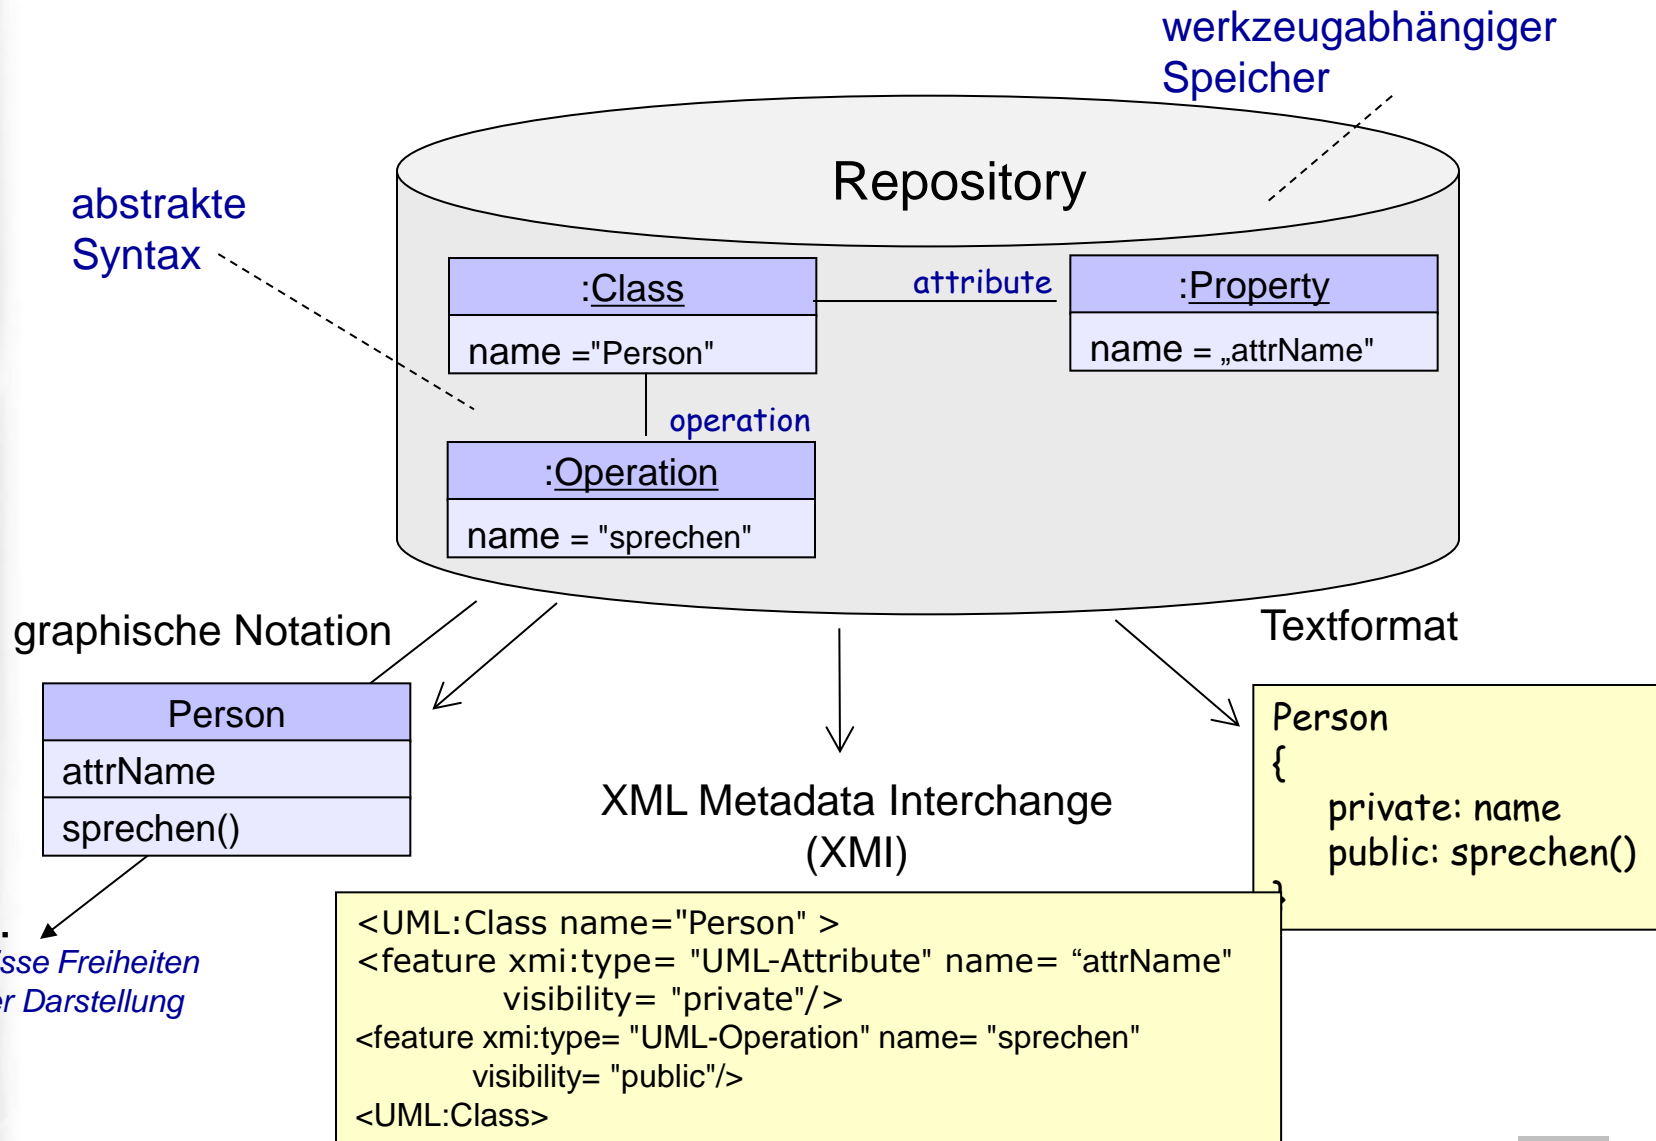 werkzeugabhängiger
Speicher
Repository
abstrakte
Syntax
:Class
attribute
:Property
name ="Person"
name = „attrName"
operation
:Operation
name = "sprechen"
graphische Notation
Textformat
Person
attrName
sprechen()
XML Metadata Interchange
(XMI)
Person
{
private: name
public: sprechen()
}
Freiheiten
Darstellung
<UML:Class name="Person" >
<feature xmi:type= "UML-Attribute" name= “attrName"
visibility= "private"/>
<feature xmi:type= "UML-Operation" name= "sprechen"
visibility= "public"/>
<UML:Class>